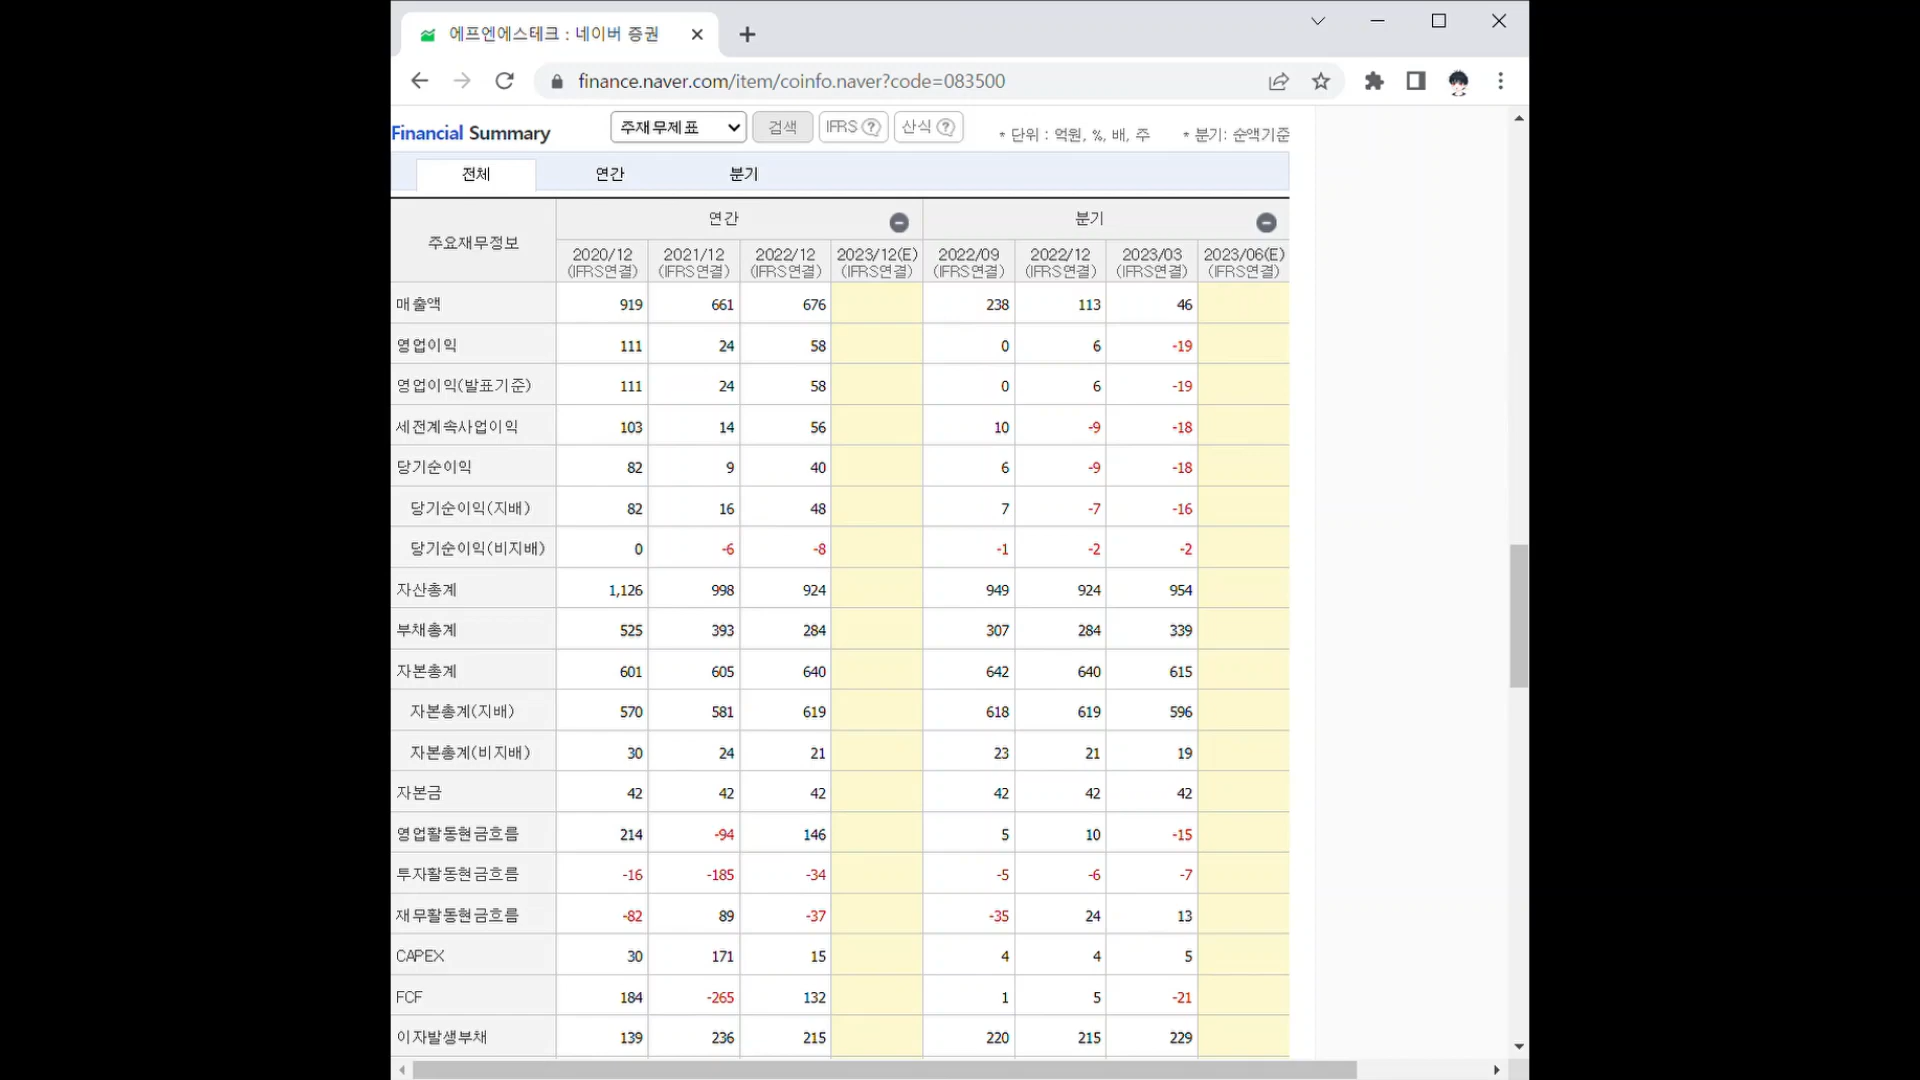 에프엔에스테크 : 네이버 증권
finance.naver.com/item/coinfo.naver?code=083500
Financial Summary 주재무제표 검색 IFRS ? 산식 ? * 단위 : 억원, %, 배, 주 * 분기: 순액기준
전체 연간 분기
주요재무정보 연간 분기
2020/12 2021/12 2022/12 2023/12(E) 2022/09 2022/12 2023/03 2023/06(E)
(IFRS연결) (IFRS연결) (IFRS연결) (IFRS연결) (IFRS연결) (IFRS연결) (IFRS연결) (IFRS연결)
매출액 919 661 676 238 113 46
영업이익 111 24 58 0 6 -19
영업이익(발표기준) 111 24 58 0 6 -19
세전계속사업이익 103 14 56 10 -9 -18
당기순이익 82 9 40 6 -9 -18
당기순이익(지배) 82 16 48 7 -7 -16
당기순이익(비지배) 0 -6 -8 -1 -2 -2
자산총계 1,126 998 924 949 924 954
부채총계 525 393 284 307 284 339
자본총계 601 605 640 642 640 615
자본총계(지배) 570 581 619 618 619 596
자본총계(비지배) 30 24 21 23 21 19
자본금 42 42 42 42 42 42
영업활동현금흐름 214 -94 146 5 10 -15
투자활동현금흐름 -16 -185 -34 -5 -6 -7
재무활동현금흐름 -82 89 -37 -35 24 13
CAPEX 30 171 15 4 4 5
FCF 184 -265 132 1 5 -21
이자발생부채 139 236 215 220 215 229